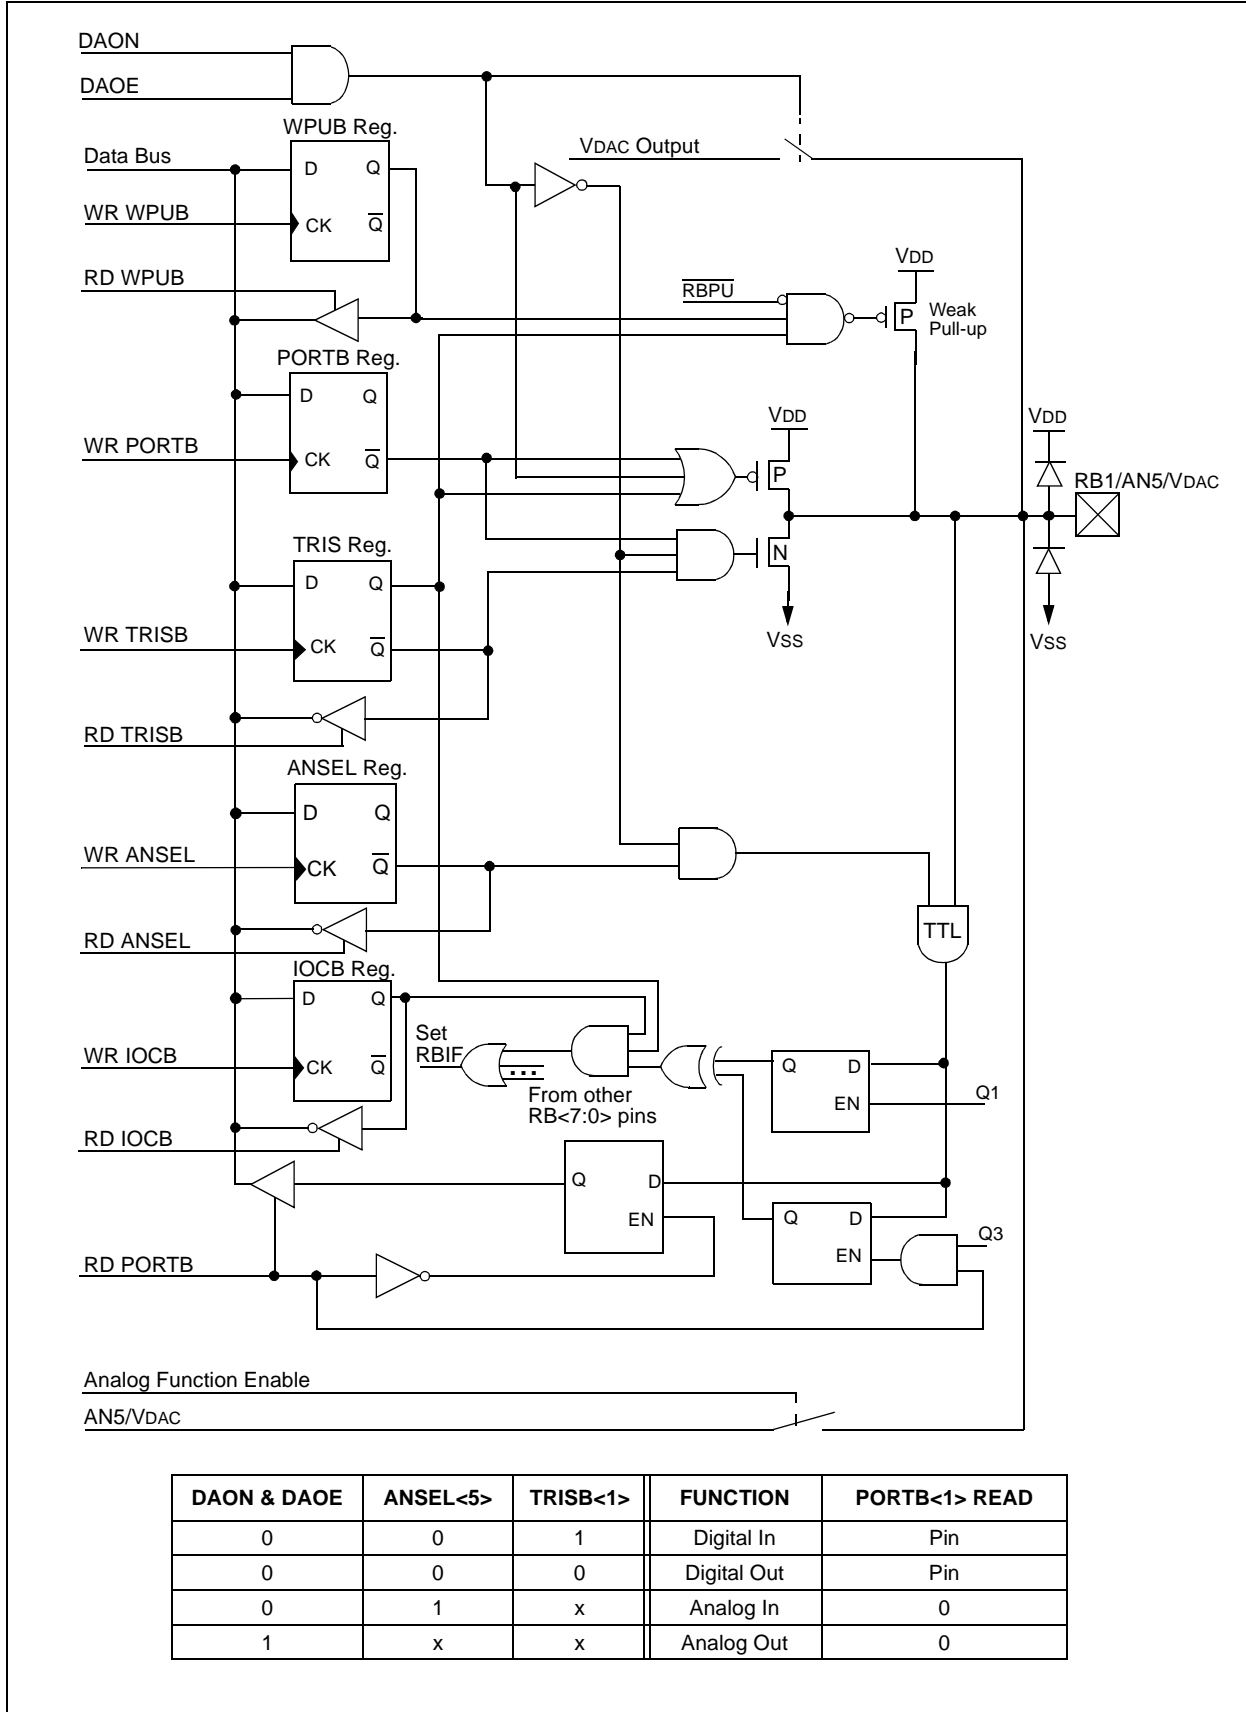 DAON
DAOE
WPUB Reg.
Data Bus
D
Q
VDAC Output
WR WPUB
CK
Q̅
RD WPUB
R̅B̅P̅U̅
VDD
P
Weak
Pull-up
PORTB Reg.
D
Q
VDD
VDD
WR PORTB
CK
Q̅
P
RB1/AN5/VDAC
TRIS Reg.
D
Q
N
WR TRISB
CK
Q̅
VSS
VSS
RD TRISB
ANSEL Reg.
D
Q
WR ANSEL
CK
Q̅
RD ANSEL
TTL
IOCB Reg.
D
Q
Set
RBIF
WR IOCB
CK
Q̅
From other
RB<7:0> pins
Q
D
EN
Q1
RD IOCB
Q
D
EN
Q
D
EN
Q3
RD PORTB
Analog Function Enable
AN5/VDAC
DAON & DAOE ANSEL<5> TRISB<1> FUNCTION PORTB<1> READ
0 0 1 Digital In Pin
0 0 0 Digital Out Pin
0 1 x Analog In 0
1 x x Analog Out 0